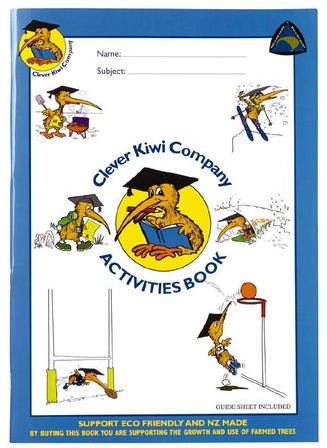 Clever Kiwi Company
Name:
Subject:
Clever Kiwi Company
ACTIVITIES BOOK
GUIDE SHEET INCLUDED
SUPPORT ECO FRIENDLY AND NZ MADE
BY BUYING THIS BOOK YOU ARE SUPPORTING THE GROWTH AND USE OF FARMED TREES